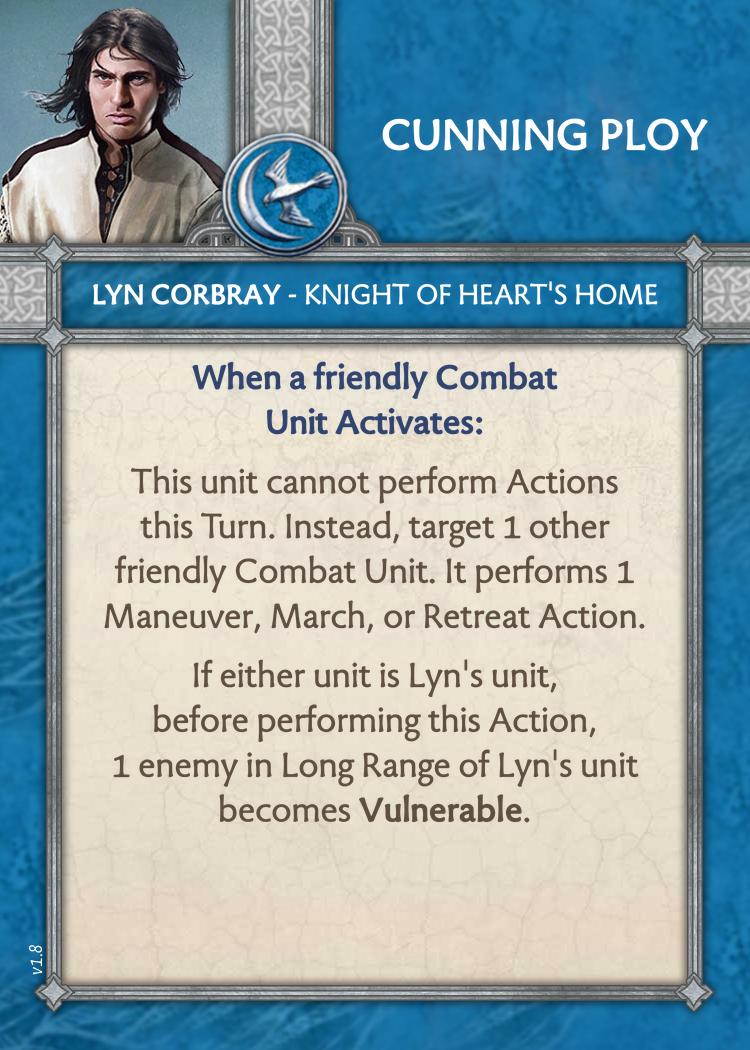 CUNNING PLOY
LYN CORBRAY - KNIGHT OF HEART'S HOME
When a friendly Combat
Unit Activates:
This unit cannot perform Actions
this Turn. Instead, target 1 other
friendly Combat Unit. It performs 1
Maneuver, March, or Retreat Action.
If either unit is Lyn's unit,
before performing this Action,
1 enemy in Long Range of Lyn's unit
becomes Vulnerable.
v1.8